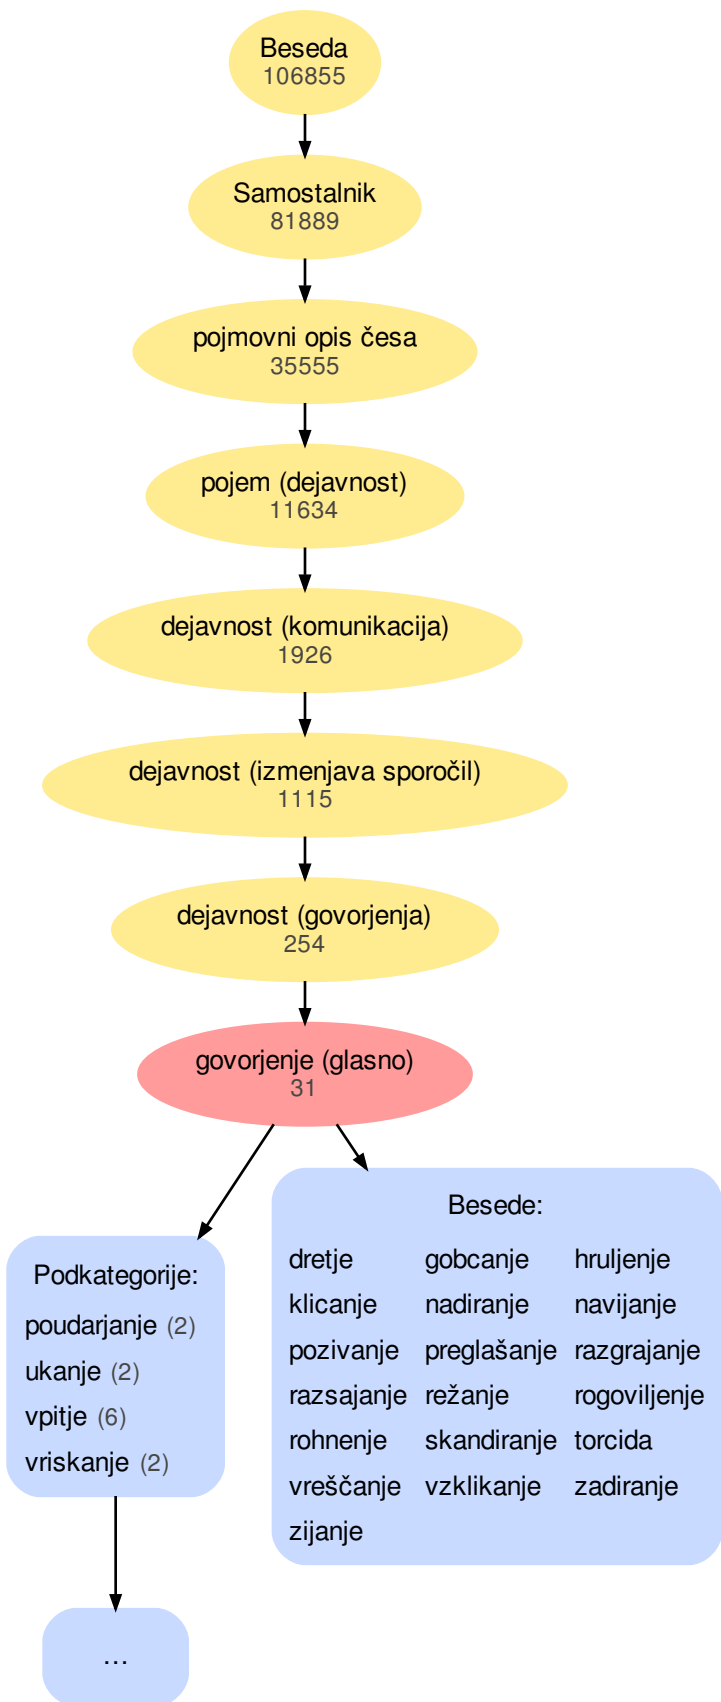 Beseda
106855
Samostalnik
81889
pojmovni opis česa
35555
pojem (dejavnost)
11634
dejavnost (komunikacija)
1926
dejavnost (izmenjava sporočil)
1115
dejavnost (govorjenja)
254
govorjenje (glasno)
31
Podkategorije:
poudarjanje (2)
ukanje (2)
vpitje (6)
vriskanje (2)
...
Besede:
dretje gobcanje hruljenje
klicanje nadiranje navijanje
pozivanje preglašanje razgrajanje
razsajanje režanje rogoviljenje
rohnenje skandiranje torcida
vreščanje vzklikanje zadiranje
zijanje